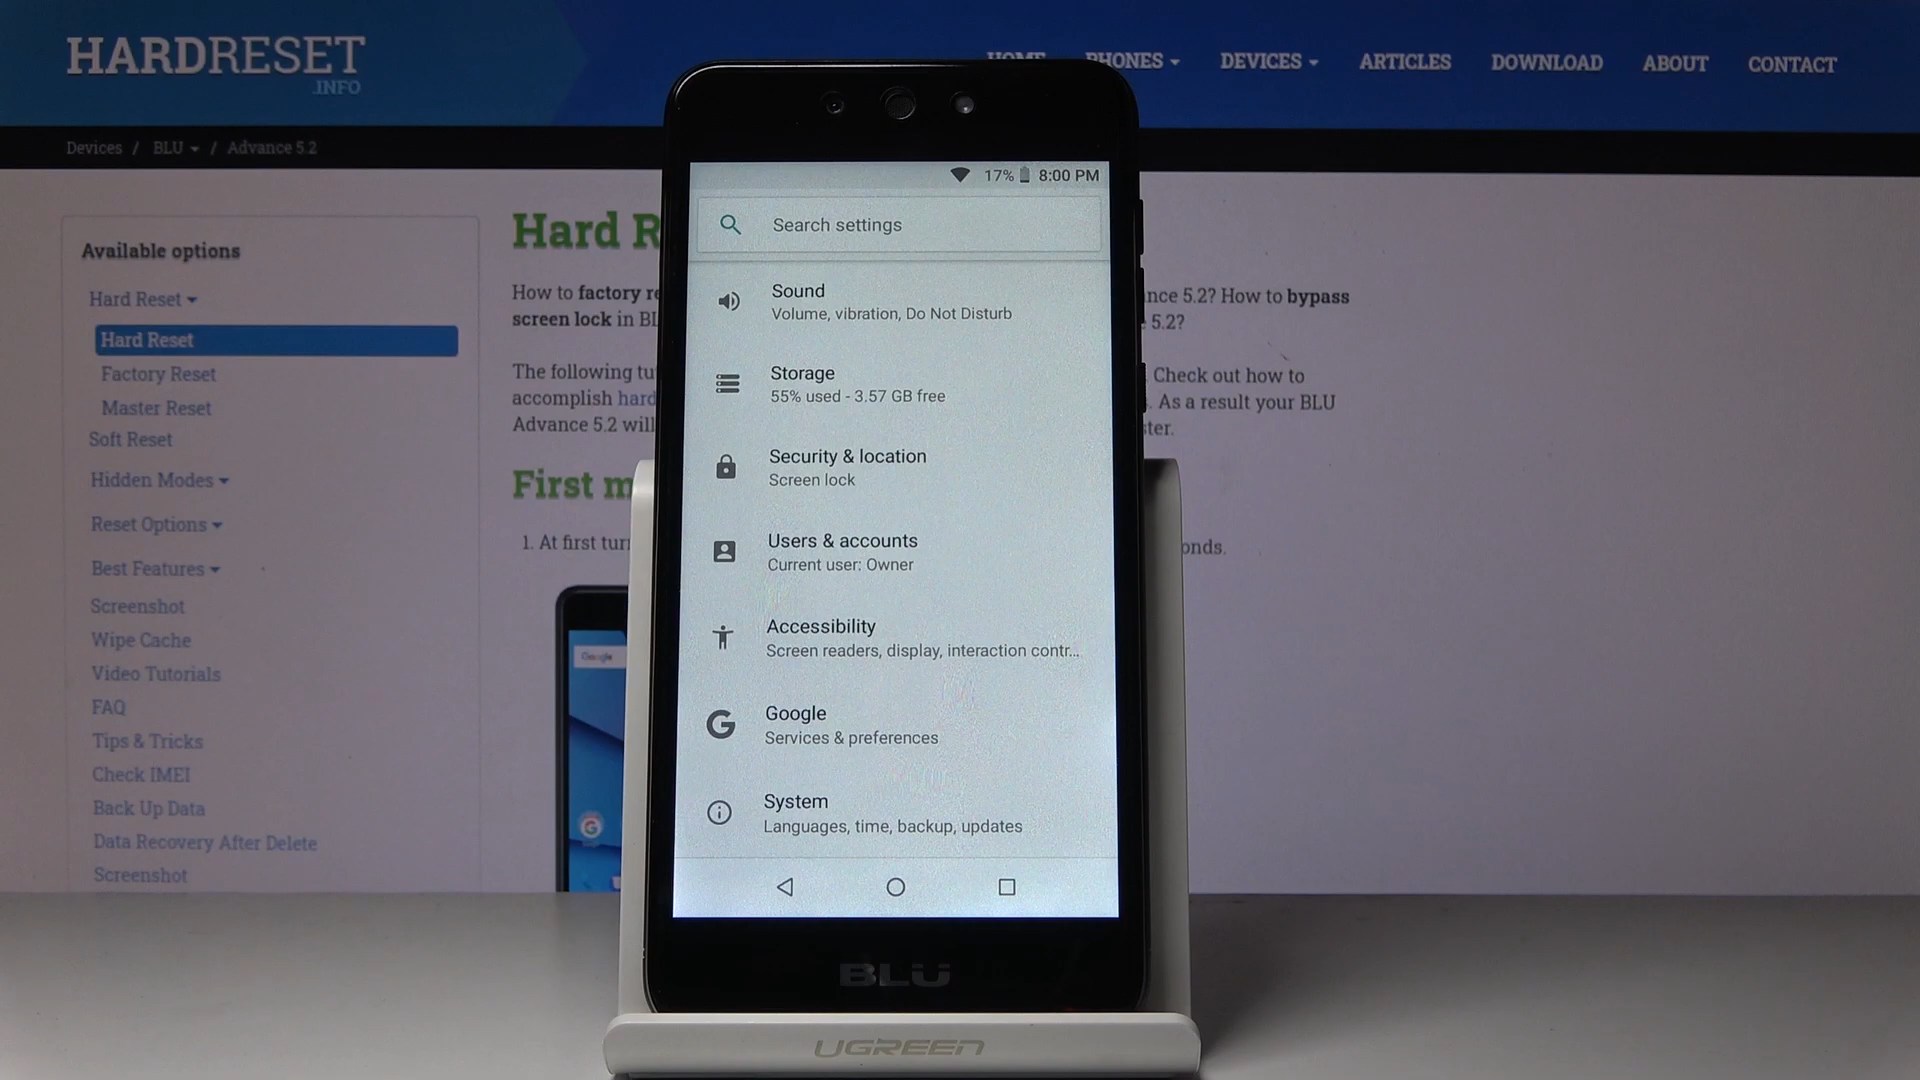 HARDRESET
.INFO
HOME PHONES DEVICES ARTICLES DOWNLOAD ABOUT CONTACT
Devices / BLU / Advance 5.2
Available options
Hard Reset
Hard Reset
Factory Reset
Master Reset
Soft Reset
Hidden Modes
Reset Options
Best Features
Screenshot
Wipe Cache
Video Tutorials
FAQ
Tips & Tricks
Check IMEI
Back Up Data
Data Recovery After Delete
Screenshot
Hard R
How to factory re
nce 5.2? How to bypass
screen lock in BL
5.2?
The following tu
Check out how to
accomplish hard
. As a result your BLU
Advance 5.2 will
ter.
First m
1. At first turn
onds.
Google
17% 8:00 PM
Search settings
Sound
Volume, vibration, Do Not Disturb
Storage
55% used - 3.57 GB free
Security & location
Screen lock
Users & accounts
Current user: Owner
Accessibility
Screen readers, display, interaction contr...
Google
Services & preferences
System
Languages, time, backup, updates
BLU
UGREEN